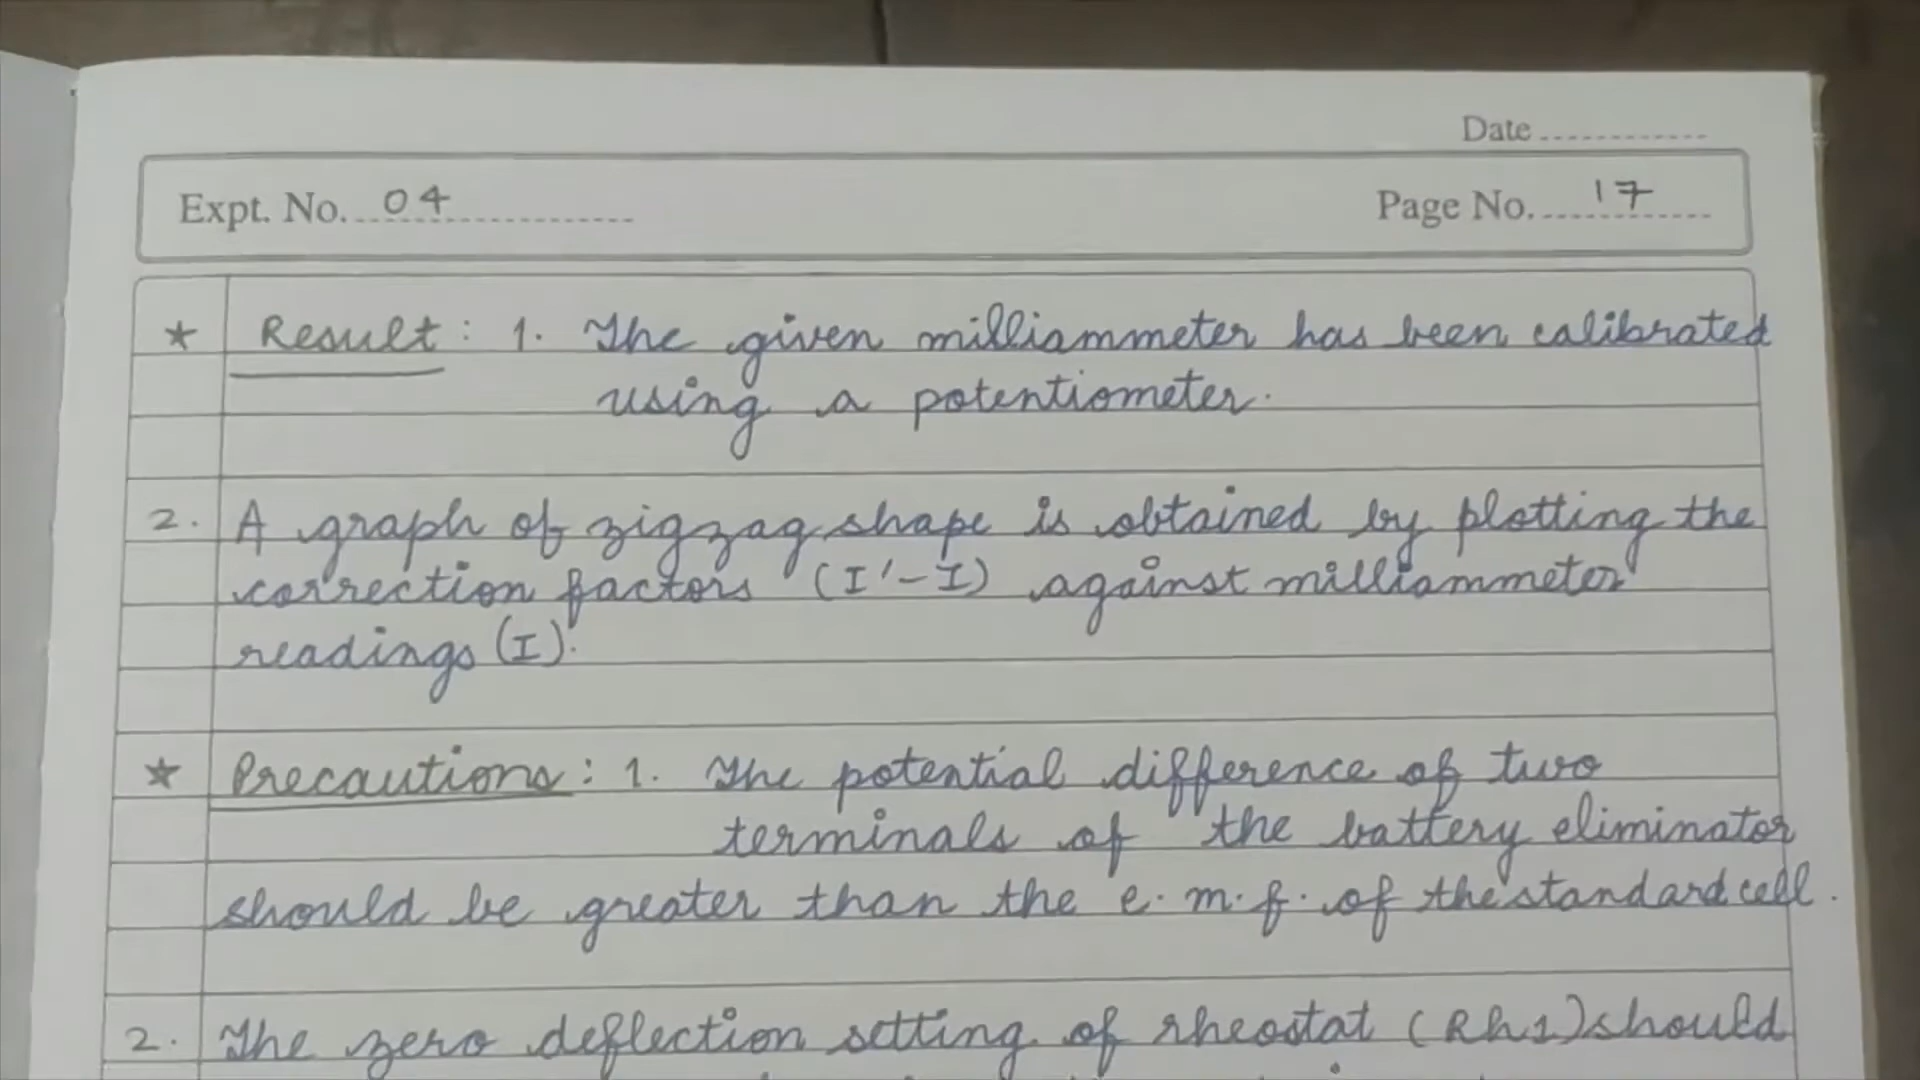 Date
Expt. No. 04
Page No. 17
★ Result : 1. The given milliammeter has been calibrated
using a potentiometer.
2. A graph of zigzag shape is obtained by plotting the
correction factors (I'-I) against milliammeter
readings (I).
★ Precautions : 1. The potential difference of two
terminals of the battery eliminator
should be greater than the e.m.f. of the standard cell.
2. The zero deflection setting of rheostat (Rh1) should